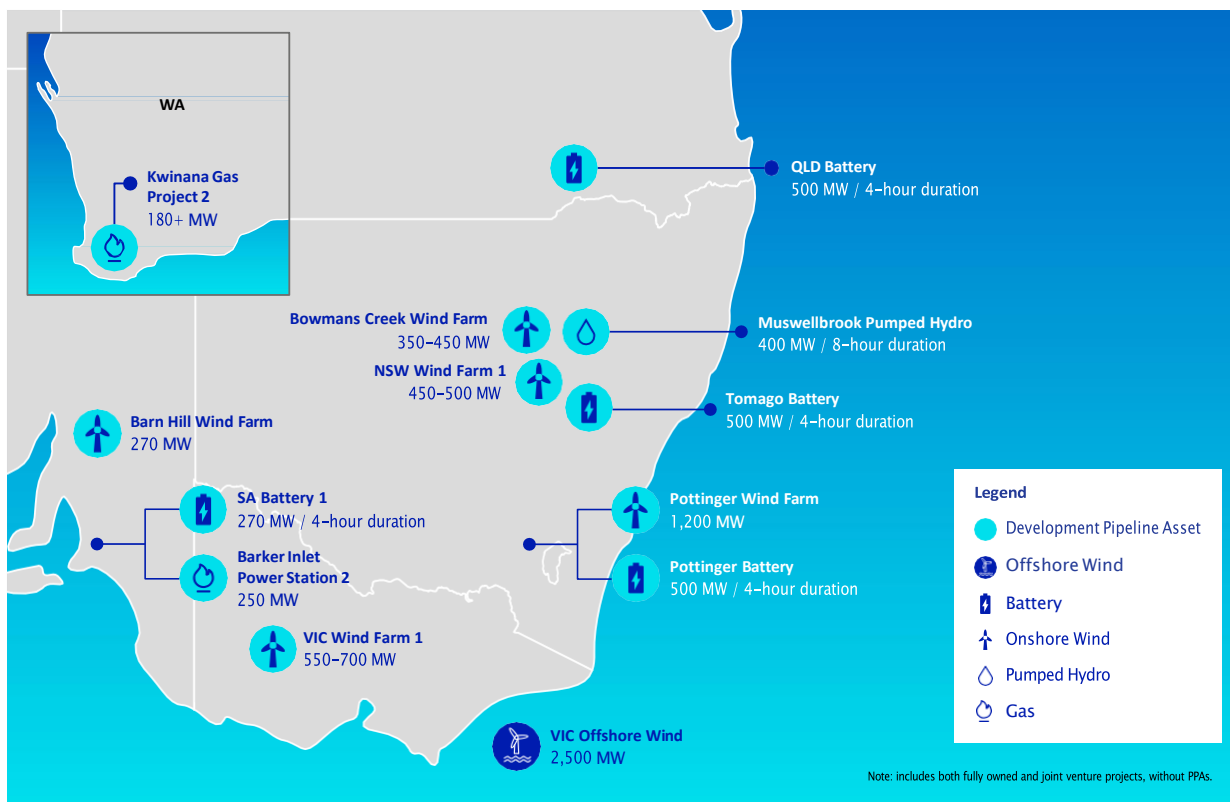 WA
Kwinana Gas
Project 2
180+ MW
QLD Battery
500 MW / 4-hour duration
Bowmans Creek Wind Farm
350–450 MW
Muswellbrook Pumped Hydro
400 MW / 8-hour duration
NSW Wind Farm 1
450–500 MW
Tomago Battery
500 MW / 4-hour duration
Barn Hill Wind Farm
270 MW
SA Battery 1
270 MW / 4-hour duration
Barker Inlet
Power Station 2
250 MW
Pottinger Wind Farm
1,200 MW
Pottinger Battery
500 MW / 4-hour duration
VIC Wind Farm 1
550–700 MW
VIC Offshore Wind
2,500 MW
Legend
Development Pipeline Asset
Offshore Wind
Battery
Onshore Wind
Pumped Hydro
Gas
Note: includes both fully owned and joint venture projects, without PPAs.